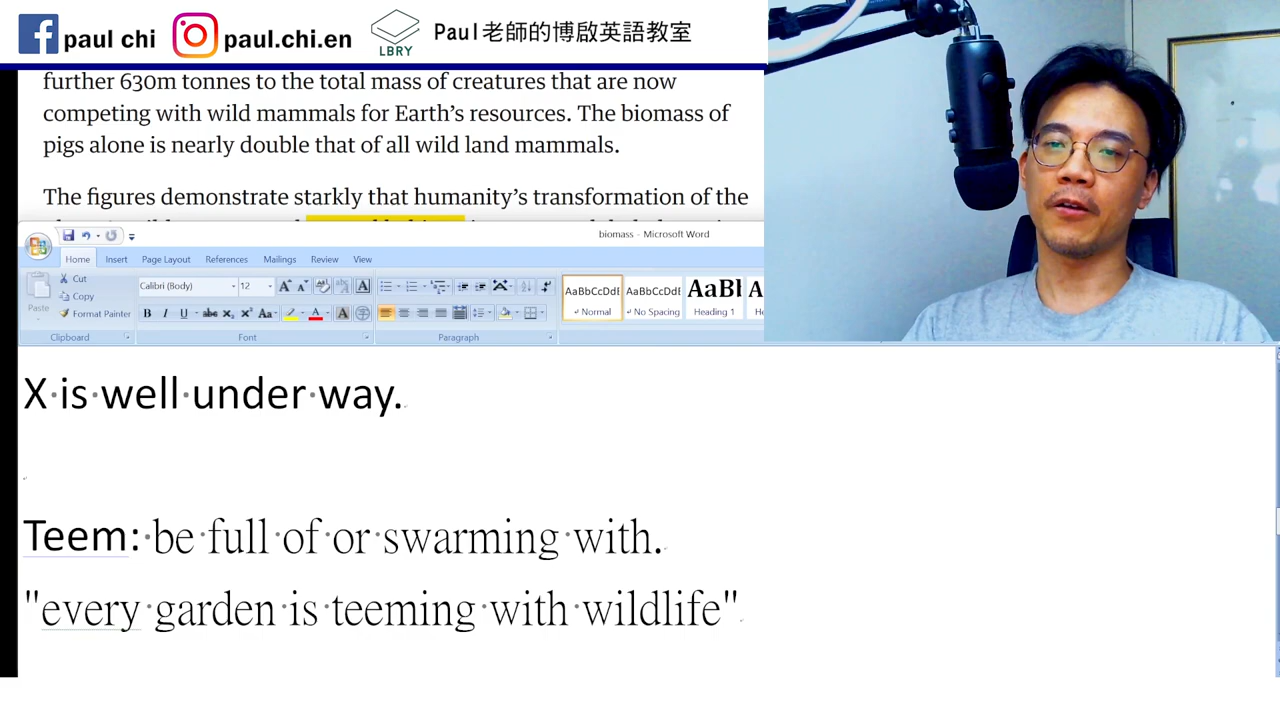 paul chi
paul.chi.en
LBRY
Paul老師的博啟英語教室
further 630m tonnes to the total mass of creatures that are now
competing with wild mammals for Earth's resources. The biomass of
pigs alone is nearly double that of all wild land mammals.
The figures demonstrate starkly that humanity's transformation of the
biomass - Microsoft Word
Home Insert Page Layout References Mailings Review View
Paste
Cut
Copy
Format Painter
Clipboard
Calibri (Body) 12
Font
Paragraph
AaBbCcDdE AaBbCcDdE AaBl A
Normal No Spacing Heading 1 He
X is well under way.
Teem: be full of or swarming with.
"every garden is teeming with wildlife"